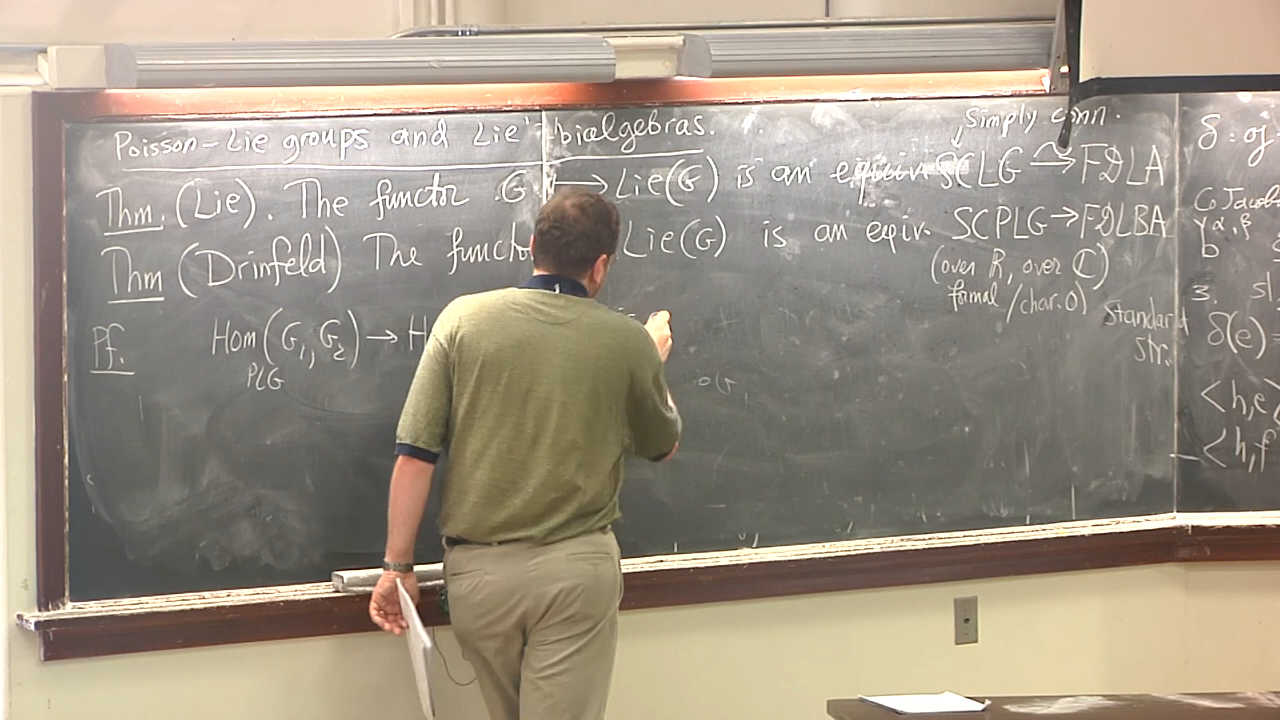 Poisson-Lie groups and Lie bialgebras.
Simply conn.
Thm. (Lie). The functor G ⟼ Lie(G) is an equiv. SCLG → FDLA
Thm (Drinfeld) The Lie(G) is an equiv. SCPLG → FDLBA
(over R, over C)
formal/char. 0)
Pf. Hom (G₁, G₂) → H
PLG
Standard
Str.
δ:
3.
δ(e) =
<h, e
<h, f